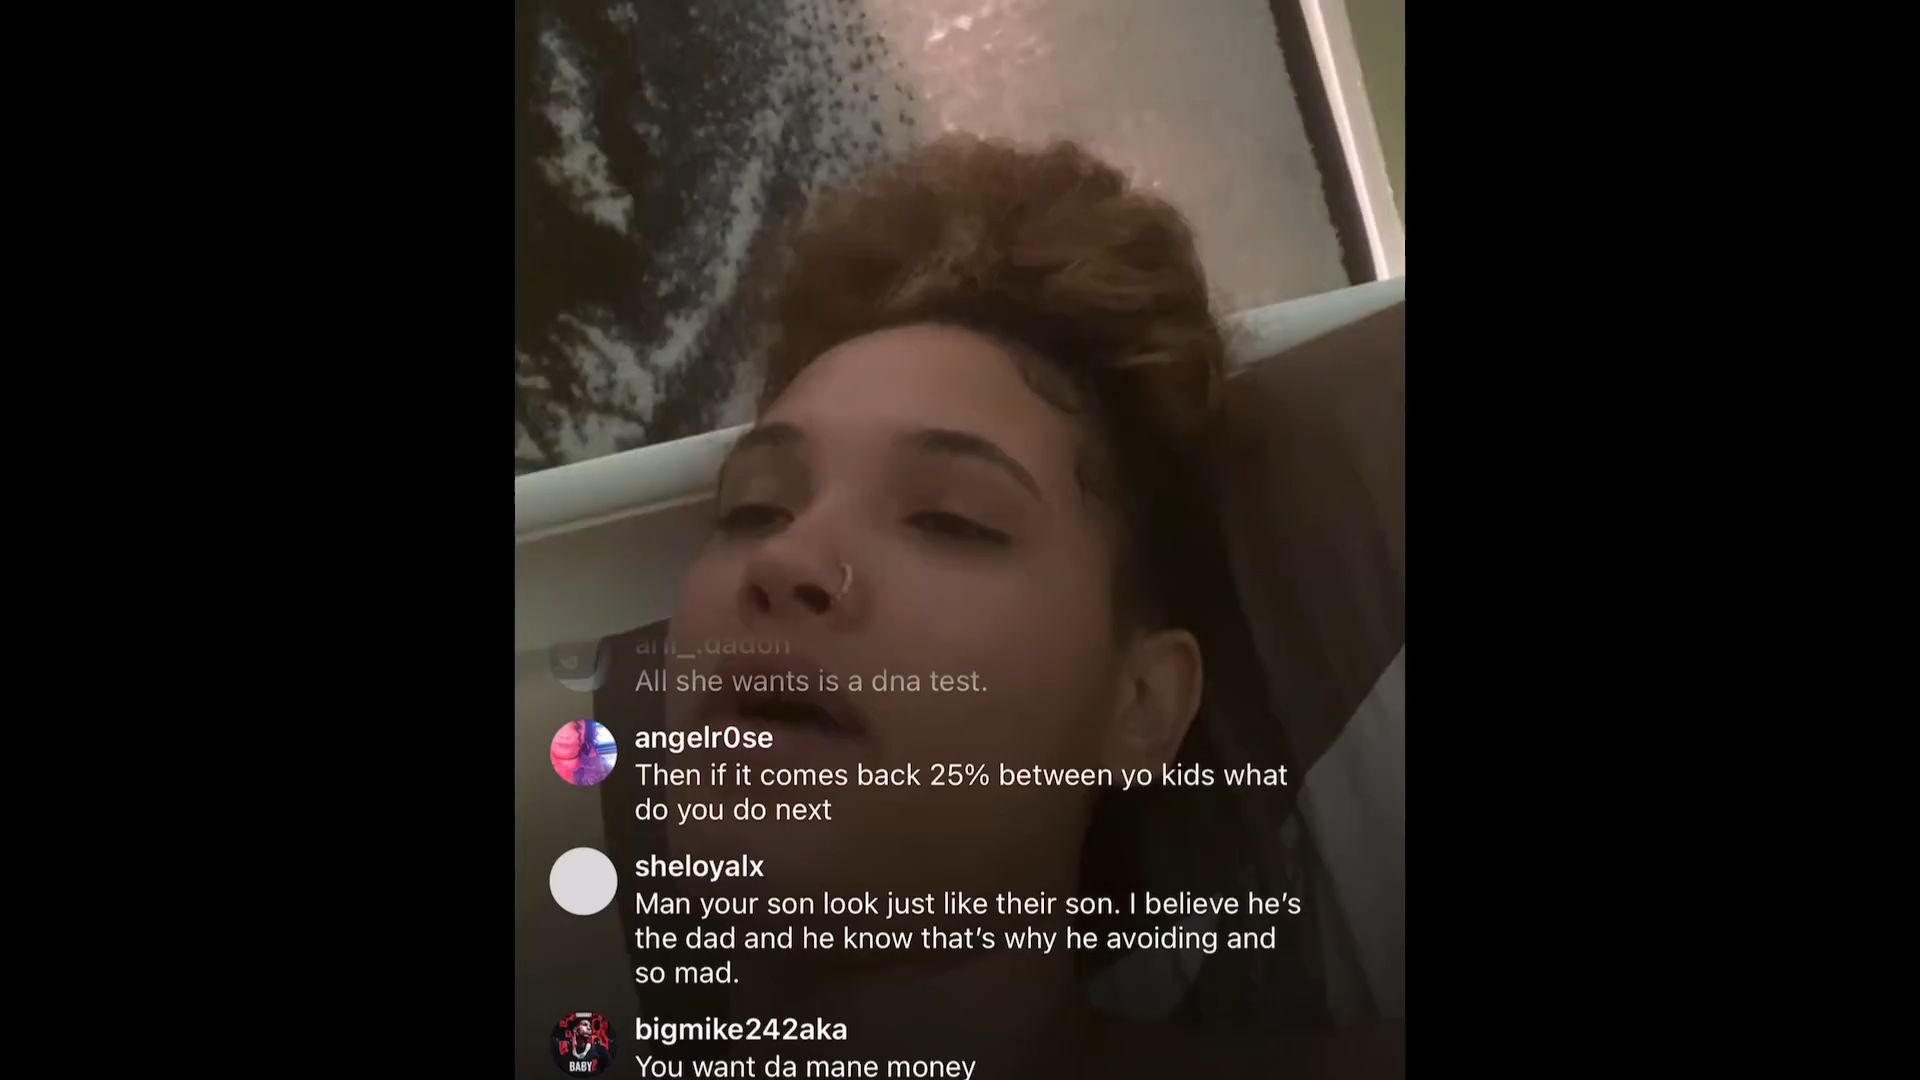 All she wants is a dna test.
angelr0se
Then if it comes back 25% between yo kids what
do you do next
sheloyalx
Man your son look just like their son. I believe he's
the dad and he know that's why he avoiding and
so mad.
bigmike242aka
You want da mane money
BABY